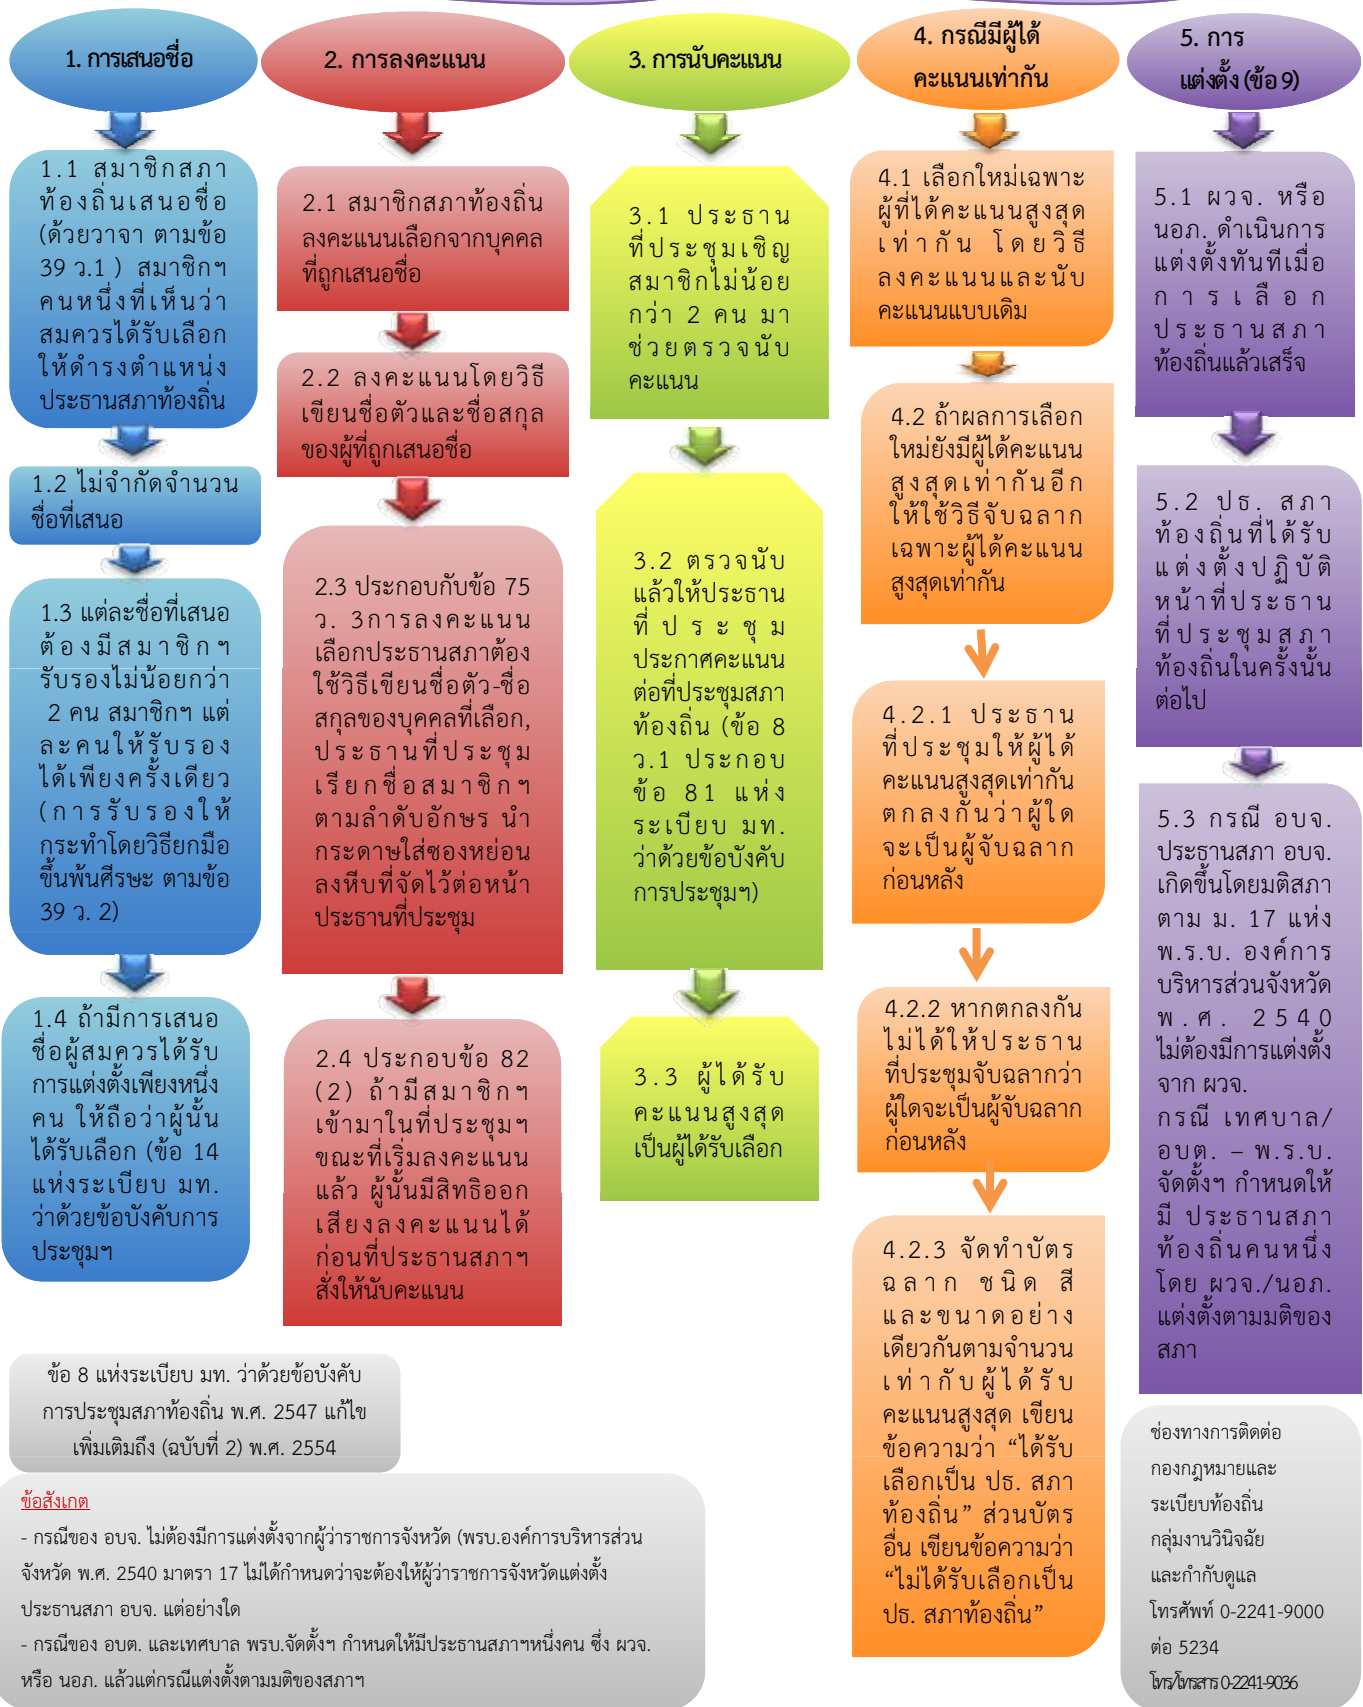 1. การเสนอชื่อ
1.1 สมาชิกสภา
ท้องถิ่นเสนอชื่อ
(ด้วยวาจา ตามข้อ
39 ว.1 ) สมาชิกฯ
คนหนึ่งที่เห็นว่า
สมควรได้รับเลือก
ให้ดำรงตำแหน่ง
ประธานสภาท้องถิ่น
1.2 ไม่จำกัดจำนวน
ชื่อที่เสนอ
1.3 แต่ละชื่อที่เสนอ
ต้องมีสมาชิกฯ
รับรองไม่น้อยกว่า
2 คน สมาชิกฯ แต่
ละคนให้รับรอง
ได้เพียงครั้งเดียว
(การรับรองให้
กระทำโดยวิธียกมือ
ขึ้นพ้นศีรษะ ตามข้อ
39 ว. 2)
1.4 ถ้ามีการเสนอ
ชื่อผู้สมควรได้รับ
การแต่งตั้งเพียงหนึ่ง
คน ให้ถือว่าผู้นั้น
ได้รับเลือก (ข้อ 14
แห่งระเบียบ มท.
ว่าด้วยข้อบังคับการ
ประชุมฯ
2. การลงคะแนน
2.1 สมาชิกสภาท้องถิ่น
ลงคะแนนเลือกจากบุคคล
ที่ถูกเสนอชื่อ
2.2 ลงคะแนนโดยวิธี
เขียนชื่อตัวและชื่อสกุล
ของผู้ที่ถูกเสนอชื่อ
2.3 ประกอบกับข้อ 75
ว. 3การลงคะแนน
เลือกประธานสภาต้อง
ใช้วิธีเขียนชื่อตัว-ชื่อ
สกุลของบุคคลที่เลือก,
ประธานที่ประชุม
เรียกชื่อสมาชิกฯ
ตามลำดับอักษร นำ
กระดาษใส่ซองหย่อน
ลงหีบที่จัดไว้ต่อหน้า
ประธานที่ประชุม
2.4 ประกอบข้อ 82
(2) ถ้ามีสมาชิกฯ
เข้ามาในที่ประชุมฯ
ขณะที่เริ่มลงคะแนน
แล้ว ผู้นั้นมีสิทธิออก
เสียงลงคะแนนได้
ก่อนที่ประธานสภาฯ
สั่งให้นับคะแนน
3. การนับคะแนน
3.1 ประธาน
ที่ประชุมเชิญ
สมาชิกไม่น้อย
กว่า 2 คน มา
ช่วยตรวจนับ
คะแนน
3.2 ตรวจนับ
แล้วให้ประธาน
ที่ประชุม
ประกาศคะแนน
ต่อที่ประชุมสภา
ท้องถิ่น (ข้อ 8
ว.1 ประกอบ
ข้อ 81 แห่ง
ระเบียบ มท.
ว่าด้วยข้อบังคับ
การประชุมฯ)
3.3 ผู้ได้รับ
คะแนนสูงสุด
เป็นผู้ได้รับเลือก
4. กรณีมีผู้ได้
คะแนนเท่ากัน
4.1 เลือกใหม่เฉพาะ
ผู้ที่ได้คะแนนสูงสุด
เท่ากัน โดยวิธี
ลงคะแนนและนับ
คะแนนแบบเดิม
4.2 ถ้าผลการเลือก
ใหม่ยังมีผู้ได้คะแนน
สูงสุดเท่ากันอีก
ให้ใช้วิธีจับฉลาก
เฉพาะผู้ได้คะแนน
สูงสุดเท่ากัน
4.2.1 ประธาน
ที่ประชุมให้ผู้ได้
คะแนนสูงสุดเท่ากัน
ตกลงกันว่าผู้ใด
จะเป็นผู้จับฉลาก
ก่อนหลัง
4.2.2 หากตกลงกัน
ไม่ได้ให้ประธาน
ที่ประชุมจับฉลากว่า
ผู้ใดจะเป็นผู้จับฉลาก
ก่อนหลัง
4.2.3 จัดทำบัตร
ฉลาก ชนิด สี
และขนาดอย่าง
เดียวกันตามจำนวน
เท่ากับผู้ได้รับ
คะแนนสูงสุด เขียน
ข้อความว่า “ได้รับ
เลือกเป็น ปธ. สภา
ท้องถิ่น” ส่วนบัตร
อื่น เขียนข้อความว่า
“ไม่ได้รับเลือกเป็น
ปธ. สภาท้องถิ่น”
5. การ
แต่งตั้ง (ข้อ 9)
5.1 ผวจ. หรือ
นอภ. ดำเนินการ
แต่งตั้งทันทีเมื่อ
การเลือก
ประธานสภา
ท้องถิ่นแล้วเสร็จ
5.2 ปธ. สภา
ท้องถิ่นที่ได้รับ
แต่งตั้งปฏิบัติ
หน้าที่ประธาน
ที่ประชุมสภา
ท้องถิ่นในครั้งนั้น
ต่อไป
5.3 กรณี อบจ.
ประธานสภา อบจ.
เกิดขึ้นโดยมติสภา
ตาม ม. 17 แห่ง
พ.ร.บ. องค์การ
บริหารส่วนจังหวัด
พ.ศ. 2540
ไม่ต้องมีการแต่งตั้ง
จาก ผวจ.
กรณี เทศบาล/
อบต. – พ.ร.บ.
จัดตั้งฯ กำหนดให้
มี ประธานสภา
ท้องถิ่นคนหนึ่ง
โดย ผวจ./นอภ.
แต่งตั้งตามมติของ
สภา
ข้อ 8 แห่งระเบียบ มท. ว่าด้วยข้อบังคับ
การประชุมสภาท้องถิ่น พ.ศ. 2547 แก้ไข
เพิ่มเติมถึง (ฉบับที่ 2) พ.ศ. 2554
ข้อสังเกต
- กรณีของ อบจ. ไม่ต้องมีการแต่งตั้งจากผู้ว่าราชการจังหวัด (พรบ.องค์การบริหารส่วน
จังหวัด พ.ศ. 2540 มาตรา 17 ไม่ได้กำหนดว่าจะต้องให้ผู้ว่าราชการจังหวัดแต่งตั้ง
ประธานสภา อบจ. แต่อย่างใด
- กรณีของ อบต. และเทศบาล พรบ.จัดตั้งฯ กำหนดให้มีประธานสภาฯหนึ่งคน ซึ่ง ผวจ.
หรือ นอภ. แล้วแต่กรณีแต่งตั้งตามมติของสภาฯ
ช่องทางการติดต่อ
กองกฎหมายและ
ระเบียบท้องถิ่น
กลุ่มงานวินิจฉัย
และกำกับดูแล
โทรศัพท์ 0-2241-9000
ต่อ 5234
โทร/โทรสาร 0-2241-9036